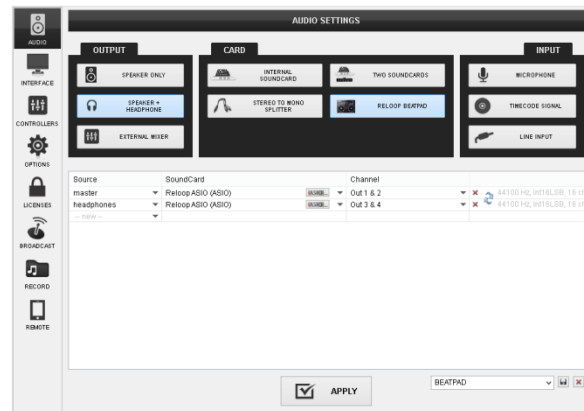 AUDIO SETTINGS
AUDIO
INTERFACE
CONTROLLERS
OPTIONS
LICENSES
BROADCAST
RECORD
REMOTE
OUTPUT
SPEAKER ONLY
SPEAKER +
HEADPHONE
EXTERNAL MIXER
CARD
INTERNAL
SOUNDCARD
TWO SOUNDCARDS
STEREO TO MONO
SPLITTER
RELOOP BEATPAD
INPUT
MICROPHONE
TIMECODE SIGNAL
LINE INPUT
Source SoundCard Channel
master Reloop ASIO (ASIO) Out 1 & 2 44100 Hz, Int16LSB, 16 ch
headphones Reloop ASIO (ASIO) Out 3 & 4 44100 Hz, Int16LSB, 16 ch
-- new --
APPLY
BEATPAD